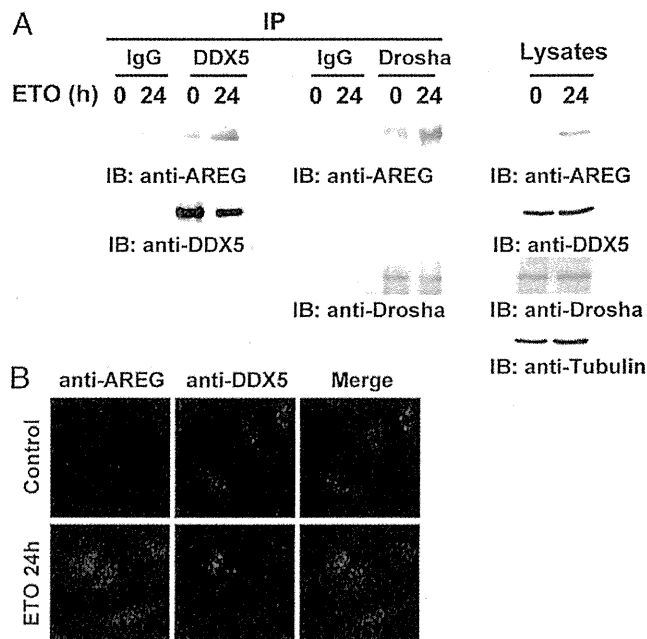 A
IP
IgG DDX5 IgG Drosha Lysates
ETO (h) 0 24 0 24 0 24 0 24 0 24
IB: anti-AREG IB: anti-AREG IB: anti-AREG
IB: anti-DDX5 IB: anti-DDX5
IB: anti-Drosha IB: anti-Drosha
IB: anti-Tubulin
B
anti-AREG anti-DDX5 Merge
Control
ETO 24h